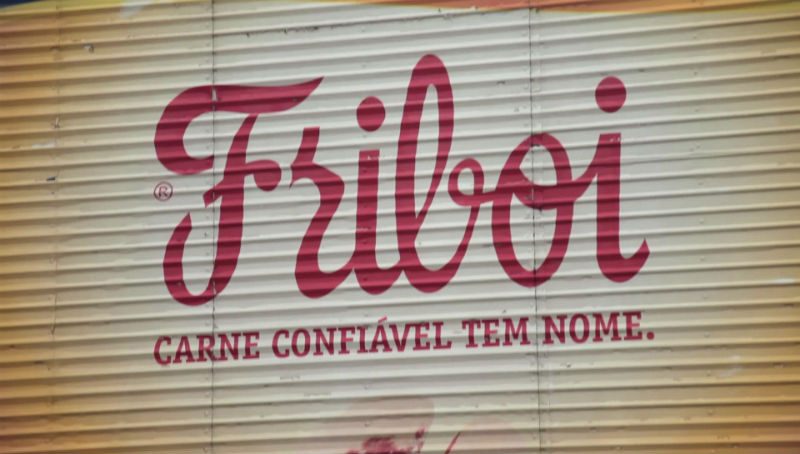 Friboi
®
CARNE CONFIÁVEL TEM NOME.